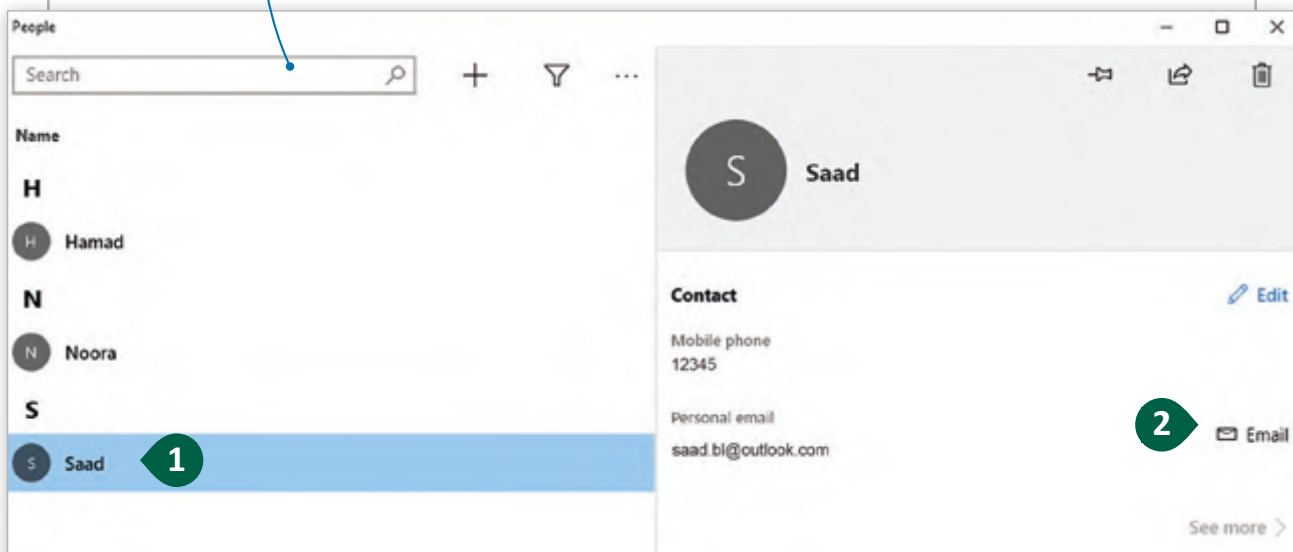 People
Search
Name
H
H Hamad
N
N Noora
S
S Saad 1
S Saad
Contact
Edit
Mobile phone
12345
Personal email
saad.bl@outlook.com
2 Email
See more